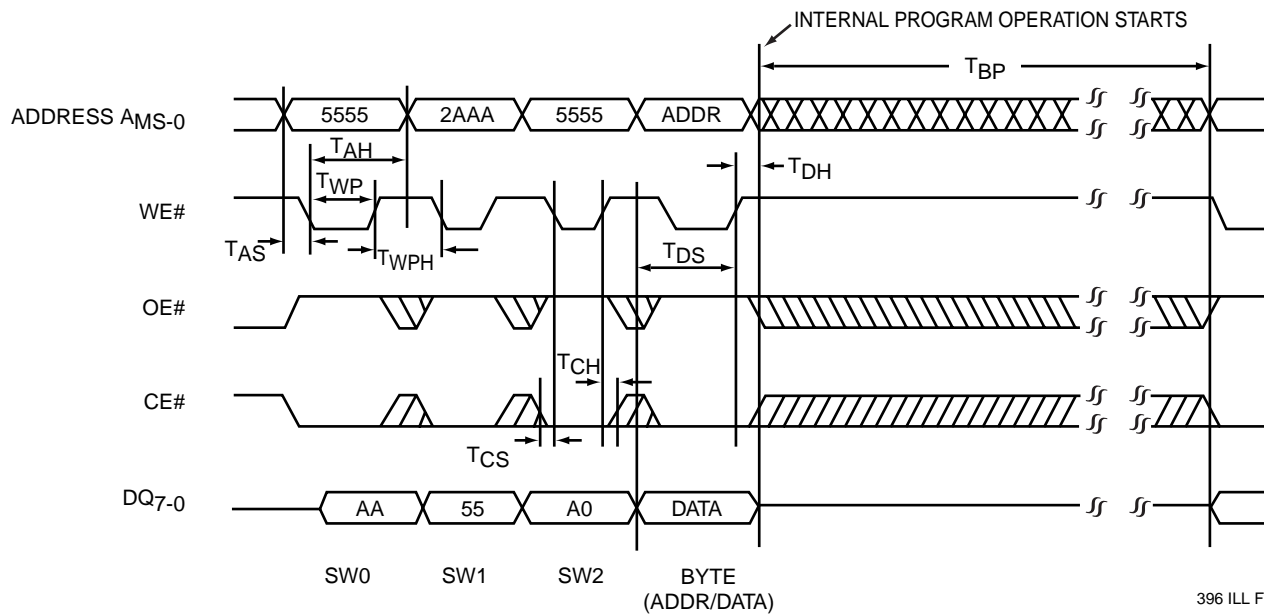 INTERNAL PROGRAM OPERATION STARTS
TBP
ADDRESS AMS-0
5555
2AAA
5555
ADDR
TAH
TDH
TWP
WE#
TAS
TWPH
TDS
OE#
TCH
CE#
TCS
DQ7-0
AA
55
A0
DATA
SW0
SW1
SW2
BYTE
(ADDR/DATA)
396 ILL F